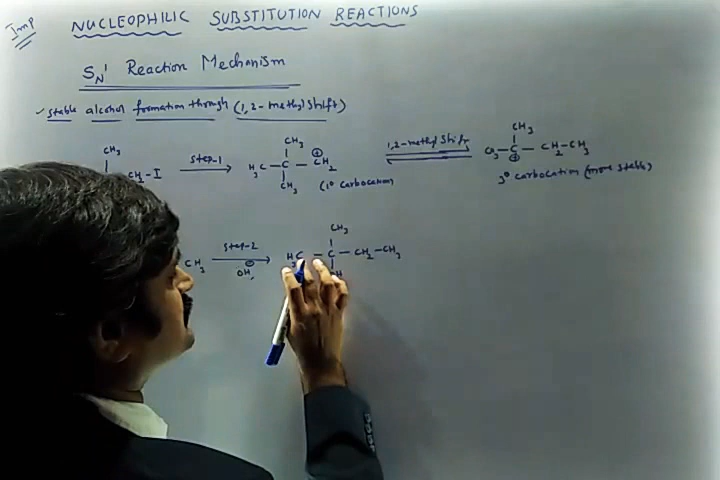 Imp NUCLEOPHILIC SUBSTITUTION REACTIONS
SN1 Reaction Mechanism
✓ stable alcohol formation through (1,2-methyl shift)
CH3 CH3 CH3
CH2-I Step-1 H3C-C-CH2 ⊕ 1,2-methyl shift CH3-C-CH2-CH3 ⊕
CH3 (1° carbocation) 3° carbocation (more stable)
CH3
CH3 Step-2 H3C-C-CH2-CH3
OH